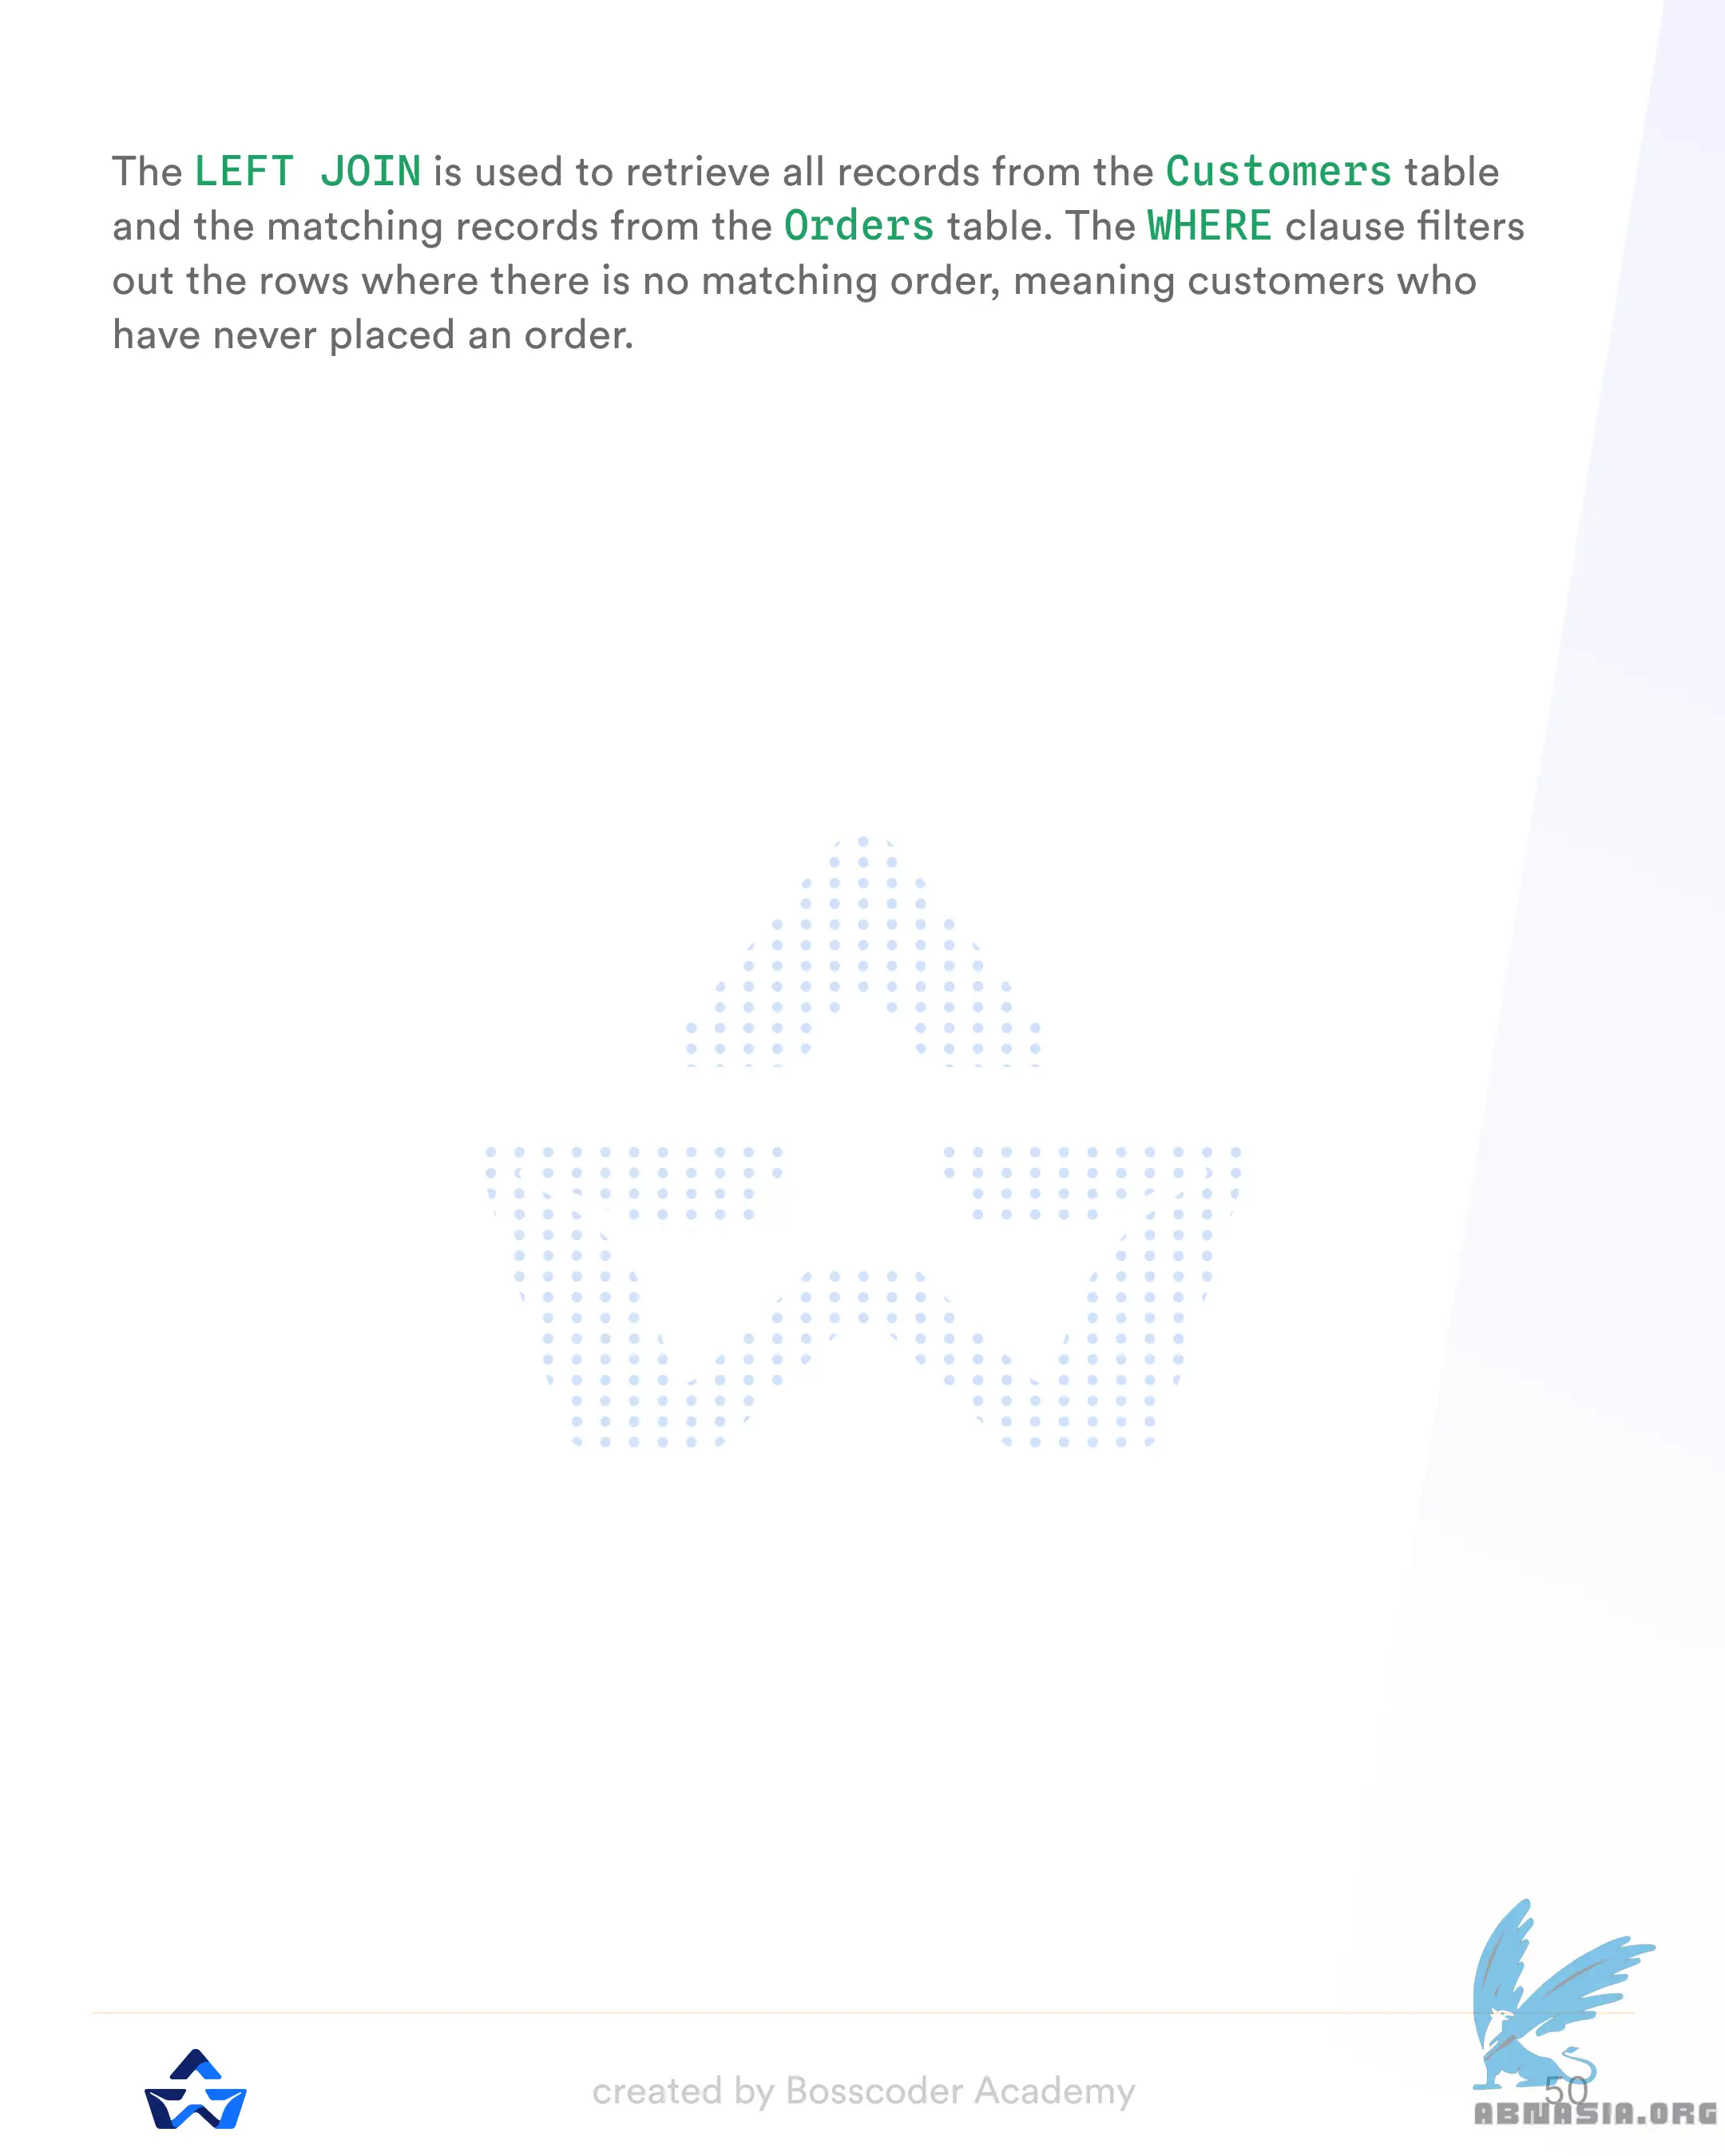 The LEFT JOIN is used to retrieve all records from the Customers table
and the matching records from the Orders table. The WHERE clause filters
out the rows where there is no matching order, meaning customers who
have never placed an order.
created by Bosscoder Academy
50
ABNASIA.ORG